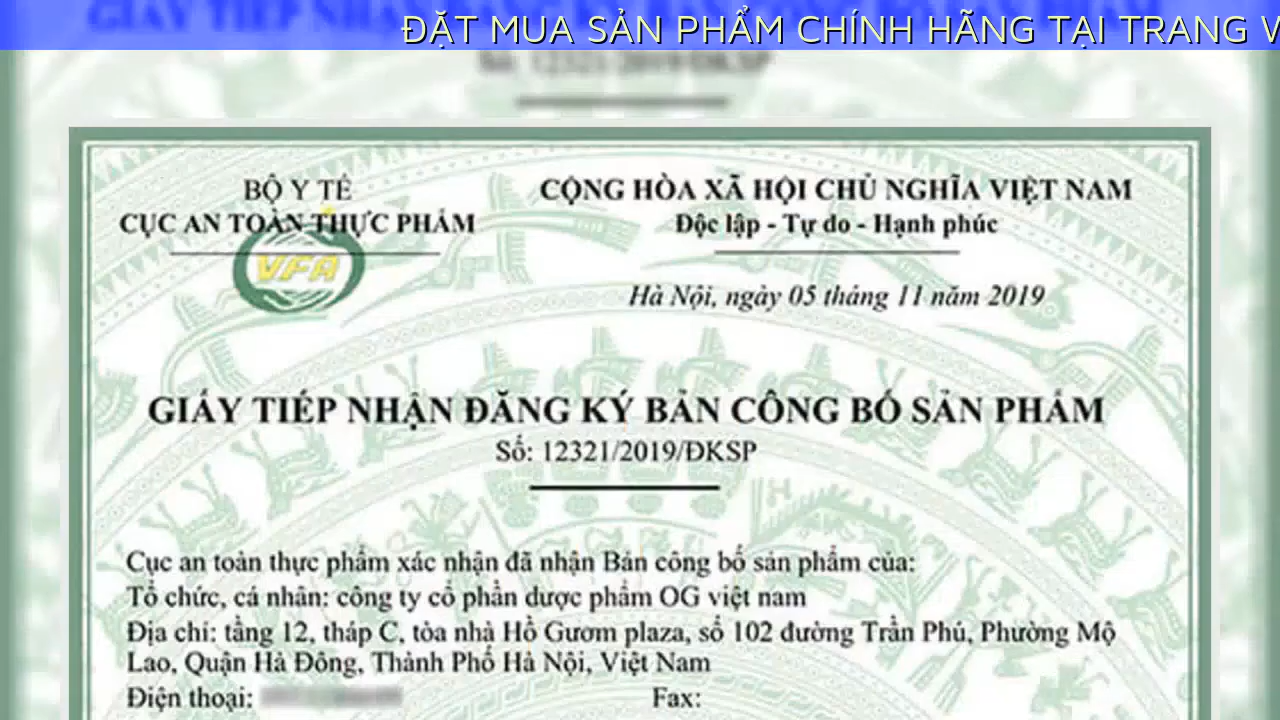 ĐẶT MUA SẢN PHẨM CHÍNH HÃNG TẠI TRANG
Số: 12321/2019/ĐKSP
BỘ Y TẾ
CỤC AN TOÀN THỰC PHẨM
VFA
CỘNG HÒA XÃ HỘI CHỦ NGHĨA VIỆT NAM
Độc lập - Tự do - Hạnh phúc
Hà Nội, ngày 05 tháng 11 năm 2019
GIẤY TIẾP NHẬN ĐĂNG KÝ BẢN CÔNG BỐ SẢN PHẨM
Số: 12321/2019/ĐKSP
Cục an toàn thực phẩm xác nhận đã nhận Bản công bố sản phẩm của:
Tổ chức, cá nhân: công ty cổ phần dược phẩm OG việt nam
Địa chỉ: tầng 12, tháp C, tòa nhà Hồ Gươm plaza, số 102 đường Trần Phú, Phường Mộ
Lao, Quận Hà Đông, Thành Phố Hà Nội, Việt Nam
Điện thoại:
Fax: